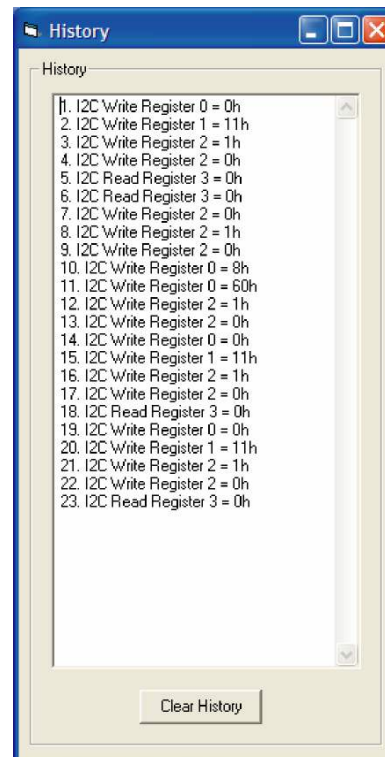 History
History
1. I2C Write Register 0 = 0h
2. I2C Write Register 1 = 11h
3. I2C Write Register 2 = 1h
4. I2C Write Register 2 = 0h
5. I2C Read Register 3 = 0h
6. I2C Read Register 3 = 0h
7. I2C Write Register 2 = 0h
8. I2C Write Register 2 = 1h
9. I2C Write Register 2 = 0h
10. I2C Write Register 0 = 8h
11. I2C Write Register 0 = 60h
12. I2C Write Register 2 = 1h
13. I2C Write Register 2 = 0h
14. I2C Write Register 0 = 0h
15. I2C Write Register 1 = 11h
16. I2C Write Register 2 = 1h
17. I2C Write Register 2 = 0h
18. I2C Read Register 3 = 0h
19. I2C Write Register 0 = 0h
20. I2C Write Register 1 = 11h
21. I2C Write Register 2 = 1h
22. I2C Write Register 2 = 0h
23. I2C Read Register 3 = 0h
Clear History